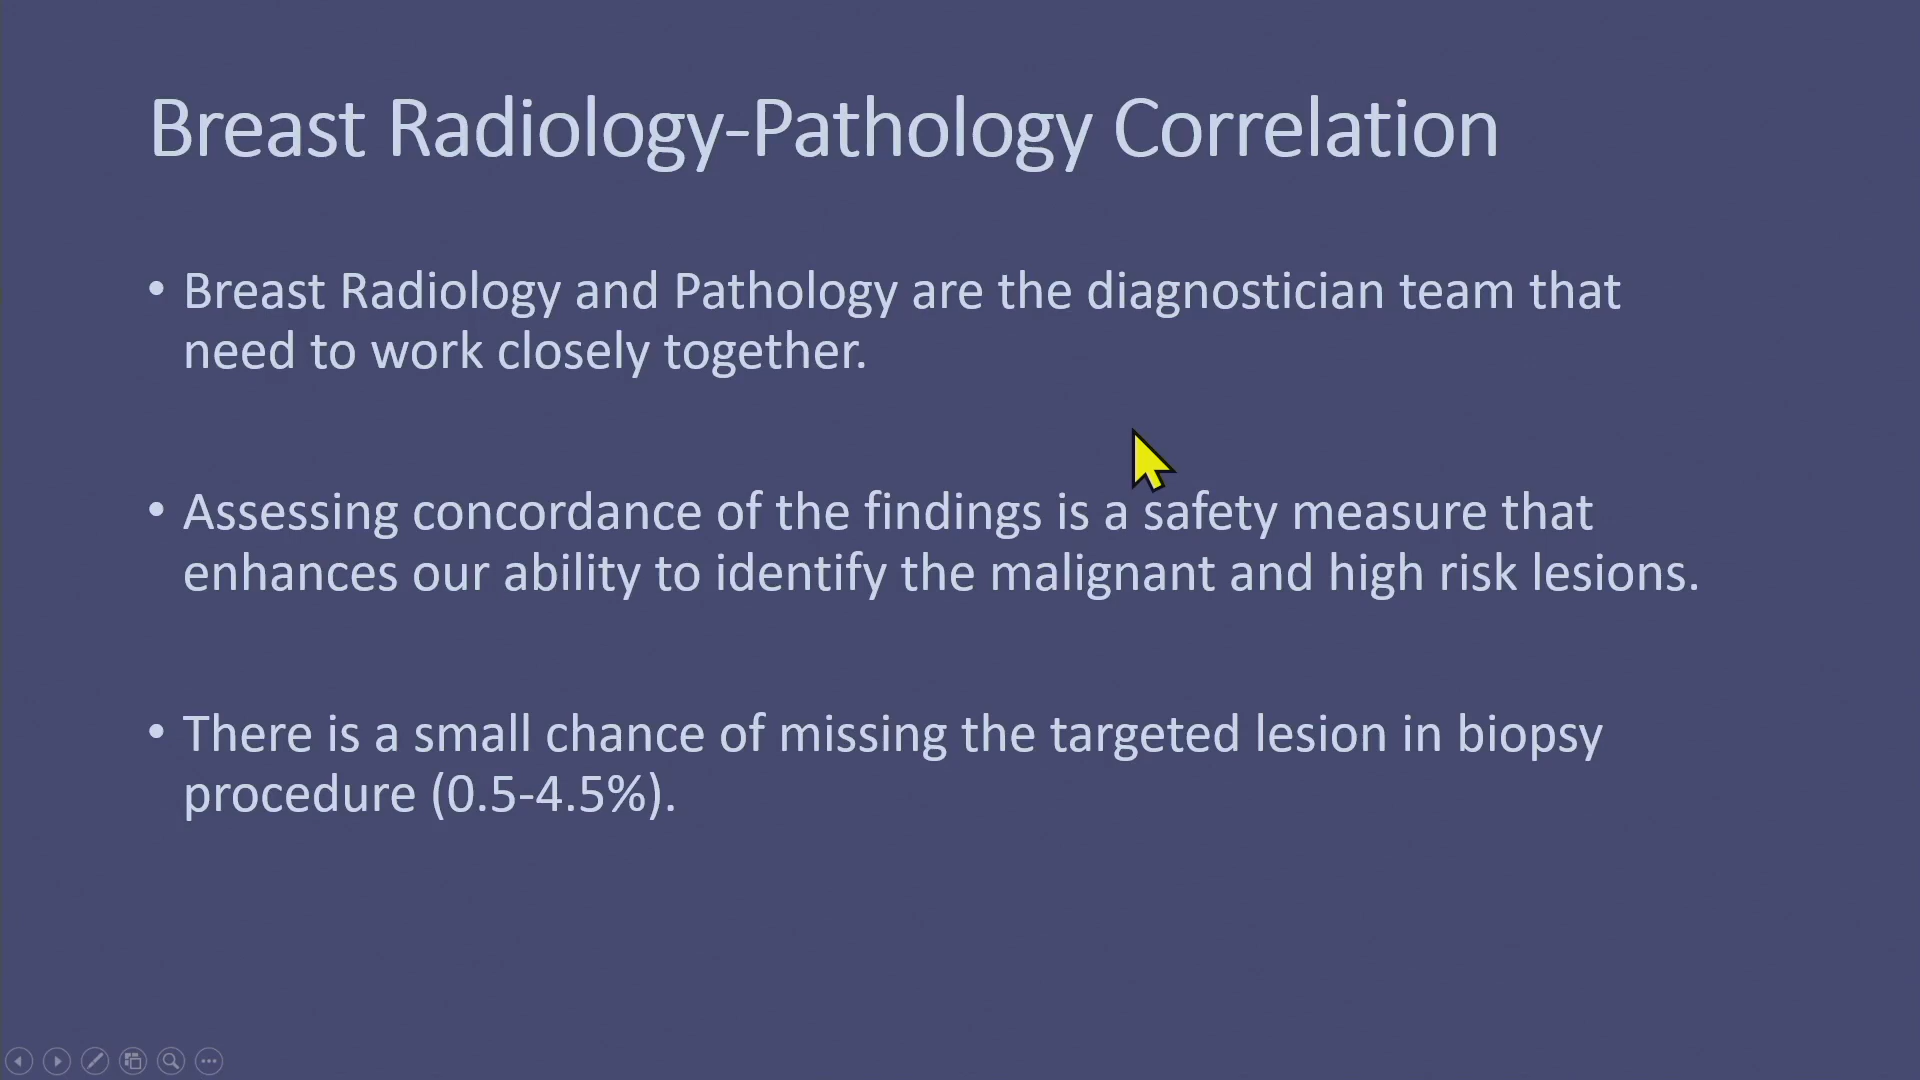 Breast Radiology-Pathology Correlation
• Breast Radiology and Pathology are the diagnostician team that
need to work closely together.
• Assessing concordance of the findings is a safety measure that
enhances our ability to identify the malignant and high risk lesions.
• There is a small chance of missing the targeted lesion in biopsy
procedure (0.5-4.5%).